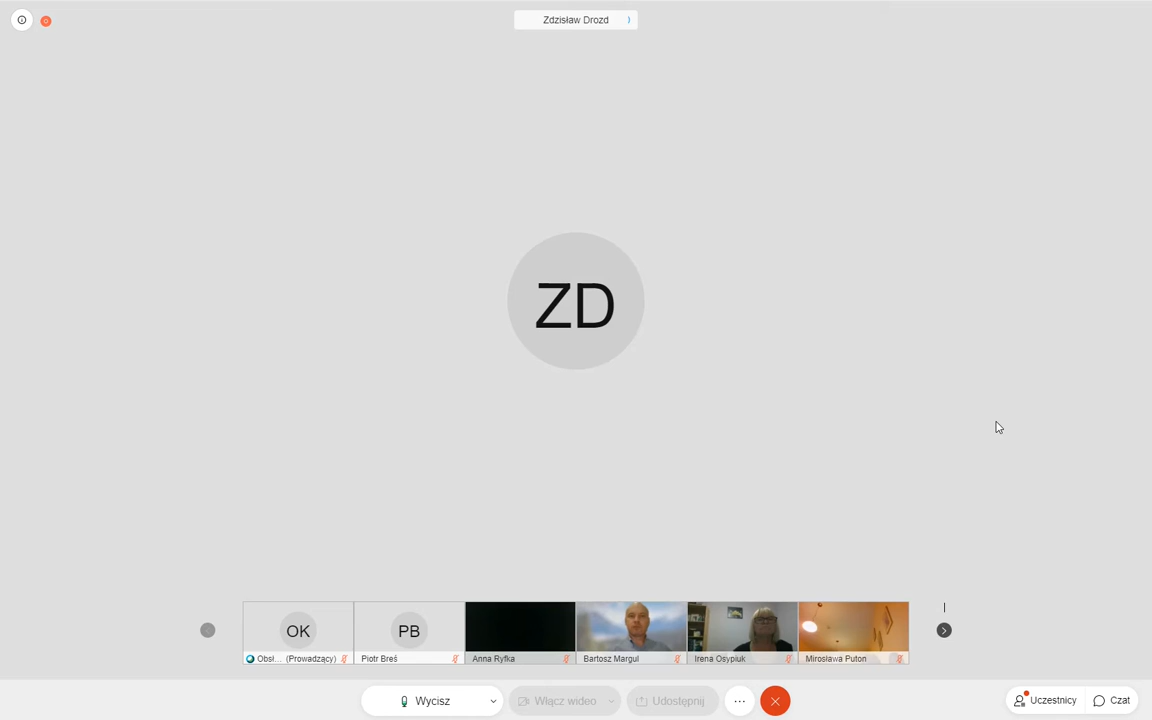 Zdzisław Drozd
ZD
OK
PB
Obsł... (Prowadzący)
Piotr Breś
Anna Ryfka
Bartosz Margul
Irena Osypiuk
Mirosława Puton
Wycisz
Włącz wideo
Udostępnij
Uczestnicy
Czat